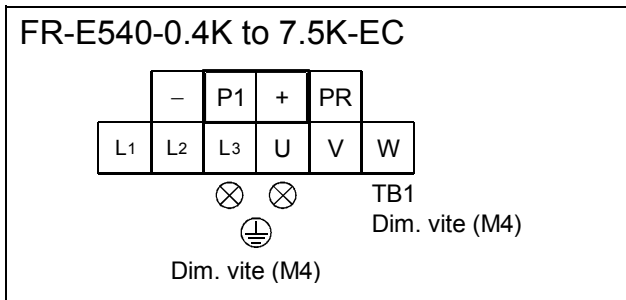 FR-E540-0.4K to 7.5K-EC
− P1 + PR
L1 L2 L3 U V W
TB1
Dim. vite (M4)
Dim. vite (M4)